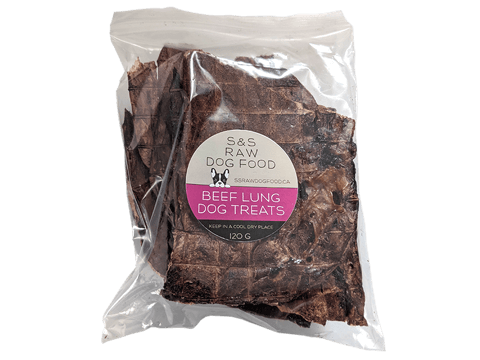 S&S
RAW
DOG FOOD
SSRAWDOGFOOD.CA
BEEF LUNG
DOG TREATS
KEEP IN A COOL DRY PLACE
120 G